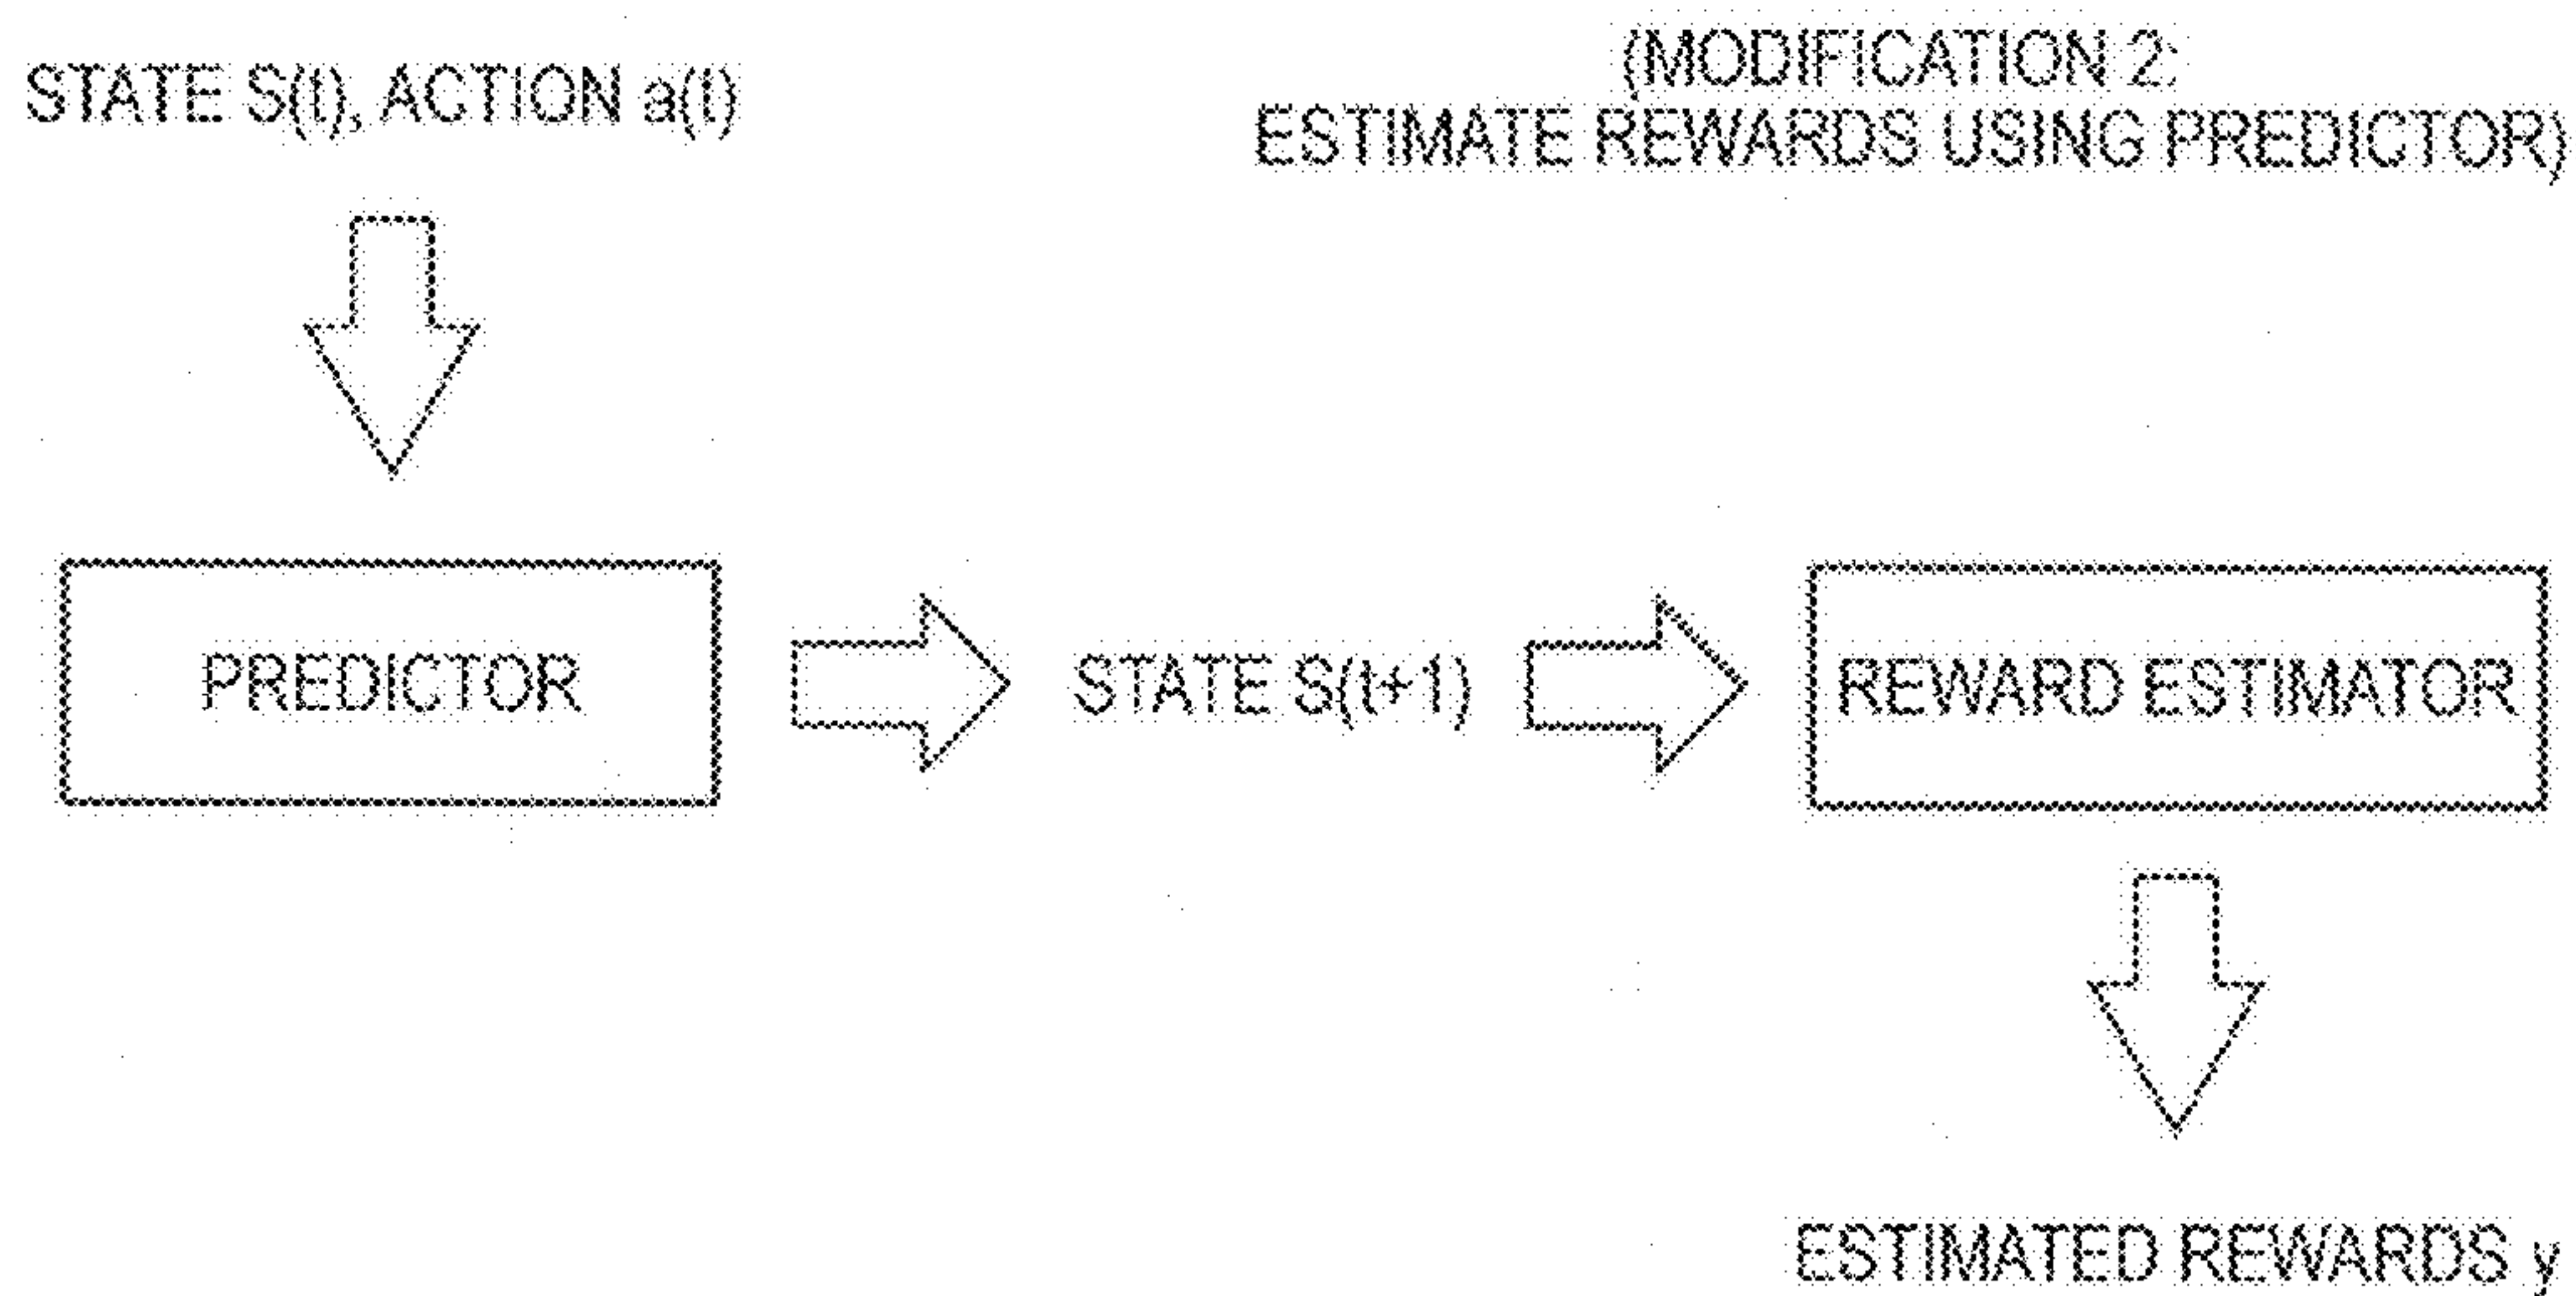 STATE S(t), ACTION a(t)
(MODIFICATION 2:
ESTIMATE REWARDS USING PREDICTOR)
PREDICTOR
STATE S(t+1)
REWARD ESTIMATOR
ESTIMATED REWARDS y